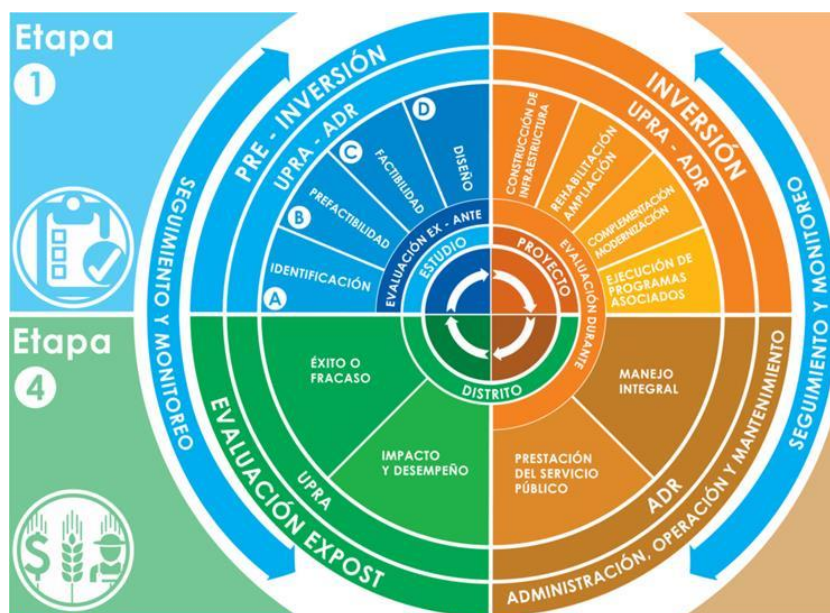 Etapa
1
PRE - INVERSIÓN
UPRA - ADR
SEGUIMIENTO Y MONITOREO
A
IDENTIFICACIÓN
B
PREFACTIBILIDAD
C
FACTIBILIDAD
D
DISEÑO
EVALUACIÓN EX - ANTE
ESTUDIO
INVERSIÓN
UPRA - ADR
CONSTRUCCIÓN DE
INFRAESTRUCTURA
REHABILITACIÓN
AMPLIACIÓN
COMPLEMENTACIÓN
MODERNIZACIÓN
EJECUCIÓN DE
PROGRAMAS
ASOCIADOS
EVALUACIÓN DURANTE
PROYECTO
SEGUIMIENTO Y MONITOREO
MANEJO
INTEGRAL
PRESTACIÓN
DEL SERVICIO
PÚBLICO
ADR
ADMINISTRACIÓN, OPERACIÓN Y MANTENIMIENTO
DISTRITO
Etapa
4
ÉXITO O
FRACASO
IMPACTO
Y DESEMPEÑO
UPRA
EVALUACIÓN EXPOST
$